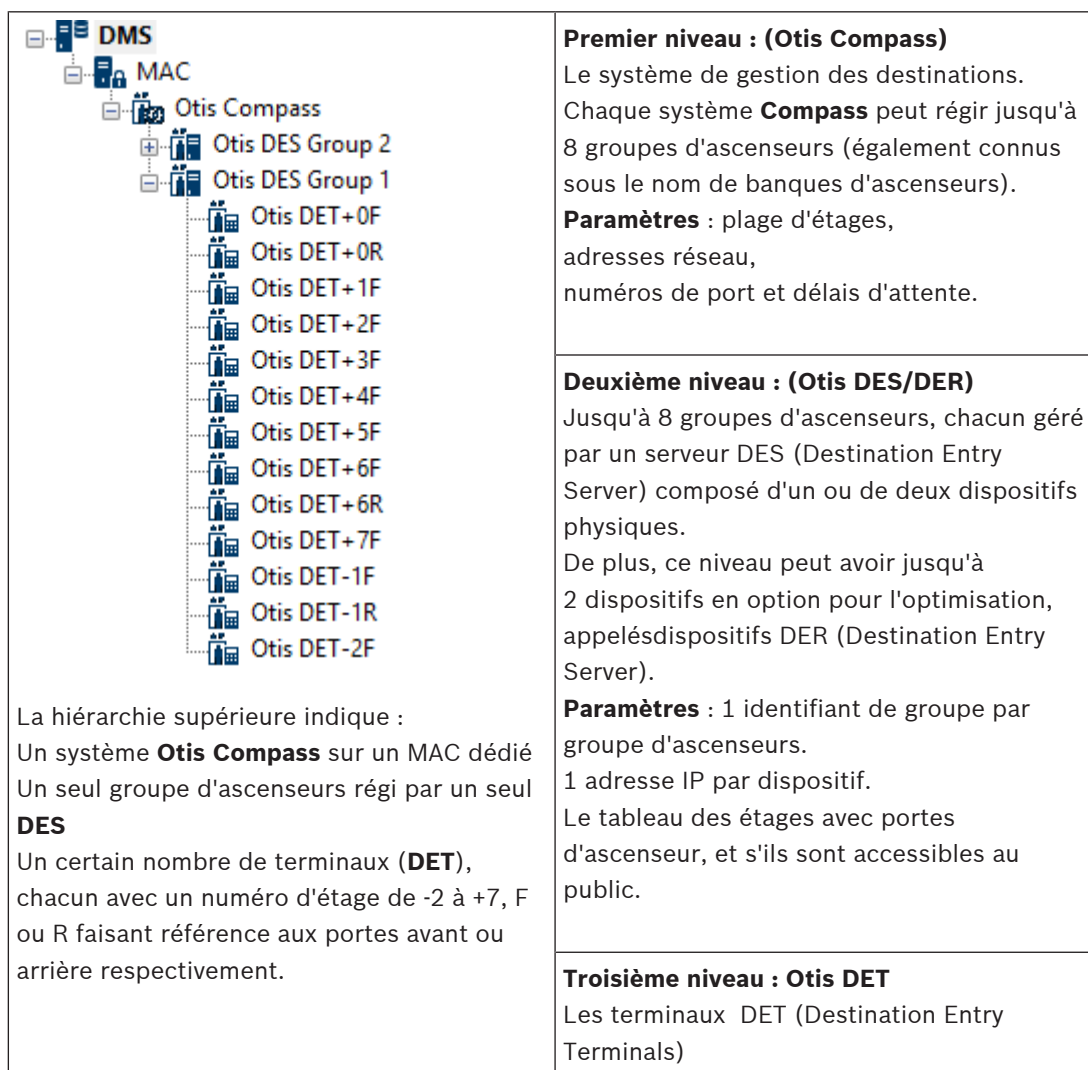 DMS
MAC
Otis Compass
Otis DES Group 2
Otis DES Group 1
Otis DET+0F
Otis DET+0R
Otis DET+1F
Otis DET+2F
Otis DET+3F
Otis DET+4F
Otis DET+5F
Otis DET+6F
Otis DET+6R
Otis DET+7F
Otis DET-1F
Otis DET-1R
Otis DET-2F
La hiérarchie supérieure indique :
Un système Otis Compass sur un MAC dédié
Un seul groupe d'ascenseurs régi par un seul
DES
Un certain nombre de terminaux (DET),
chacun avec un numéro d'étage de -2 à +7, F
ou R faisant référence aux portes avant ou
arrière respectivement.
Premier niveau : (Otis Compass)
Le système de gestion des destinations.
Chaque système Compass peut régir jusqu'à
8 groupes d'ascenseurs (également connus
sous le nom de banques d'ascenseurs).
Paramètres : plage d'étages,
adresses réseau,
numéros de port et délais d'attente.
Deuxième niveau : (Otis DES/DER)
Jusqu'à 8 groupes d'ascenseurs, chacun géré
par un serveur DES (Destination Entry
Server) composé d'un ou de deux dispositifs
physiques.
De plus, ce niveau peut avoir jusqu'à
2 dispositifs en option pour l'optimisation,
appelésdispositifs DER (Destination Entry
Server).
Paramètres : 1 identifiant de groupe par
groupe d'ascenseurs.
1 adresse IP par dispositif.
Le tableau des étages avec portes
d'ascenseur, et s'ils sont accessibles au
public.
Troisième niveau : Otis DET
Les terminaux DET (Destination Entry
Terminals)